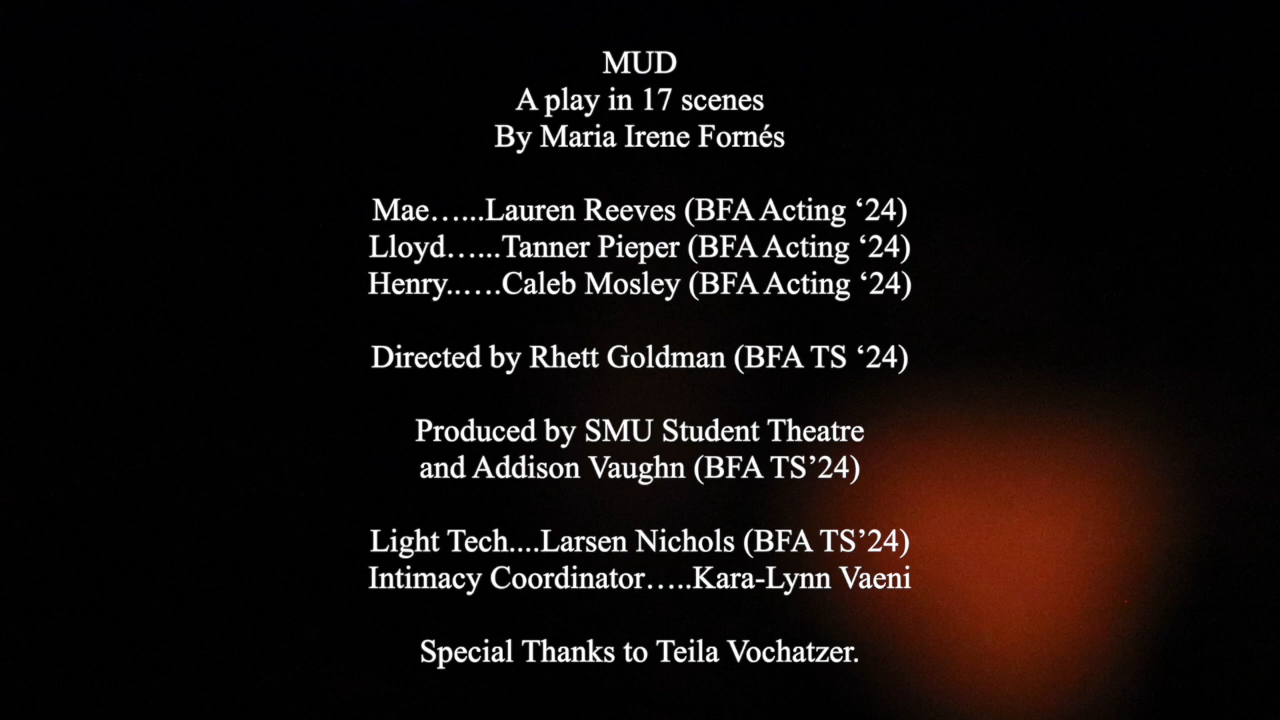 MUD
A play in 17 scenes
By Maria Irene Fornés
Mae…...Lauren Reeves (BFA Acting ‘24)
Lloyd…...Tanner Pieper (BFA Acting ‘24)
Henry..….Caleb Mosley (BFA Acting ‘24)
Directed by Rhett Goldman (BFA TS ‘24)
Produced by SMU Student Theatre
and Addison Vaughn (BFA TS’24)
Light Tech....Larsen Nichols (BFA TS’24)
Intimacy Coordinator…..Kara-Lynn Vaeni
Special Thanks to Teila Vochatzer.